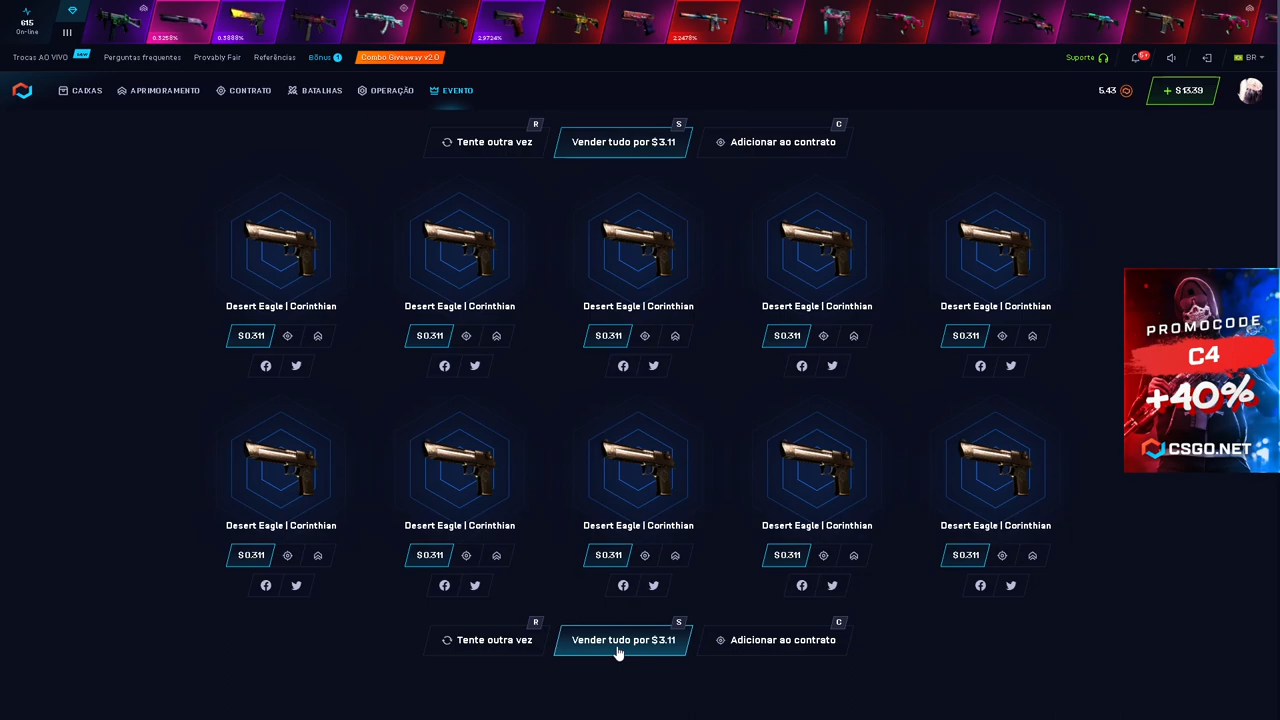 615
On-line
0.3258%
0.3888%
2.9724%
2.2478%
Trocas AO VIVO NEW Perguntas frequentes Provably Fair Referências Bônus 1 Combo Giveaway v2.0 Suporte 5+ BR
CAIXAS APRIMORAMENTO CONTRATO BATALHAS OPERAÇÃO EVENTO 5.43 + $13.39
R S C
Tente outra vez Vender tudo por $3.11 Adicionar ao contrato
Desert Eagle | Corinthian Desert Eagle | Corinthian Desert Eagle | Corinthian Desert Eagle | Corinthian Desert Eagle | Corinthian
$0.311 $0.311 $0.311 $0.311 $0.311
PROMOCODE
C4
+40%
CSGO.NET
Desert Eagle | Corinthian Desert Eagle | Corinthian Desert Eagle | Corinthian Desert Eagle | Corinthian Desert Eagle | Corinthian
$0.311 $0.311 $0.311 $0.311 $0.311
R S C
Tente outra vez Vender tudo por $3.11 Adicionar ao contrato